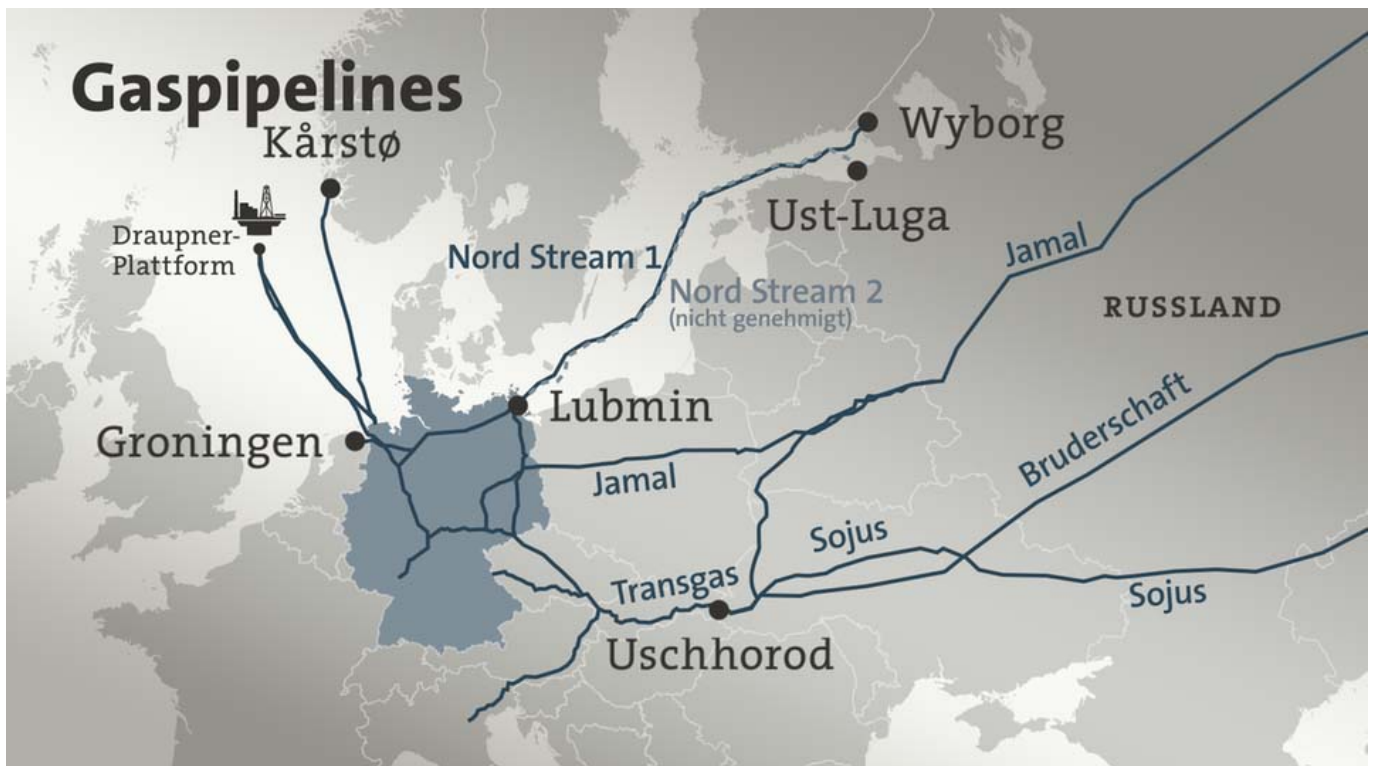 Gaspipelines
Kårstø
Wyborg
Ust-Luga
Draupner-
Plattform
Nord Stream 1
Nord Stream 2
(nicht genehmigt)
Jamal
RUSSLAND
Lubmin
Groningen
Jamal
Bruderschaft
Sojus
Transgas
Sojus
Uschhorod